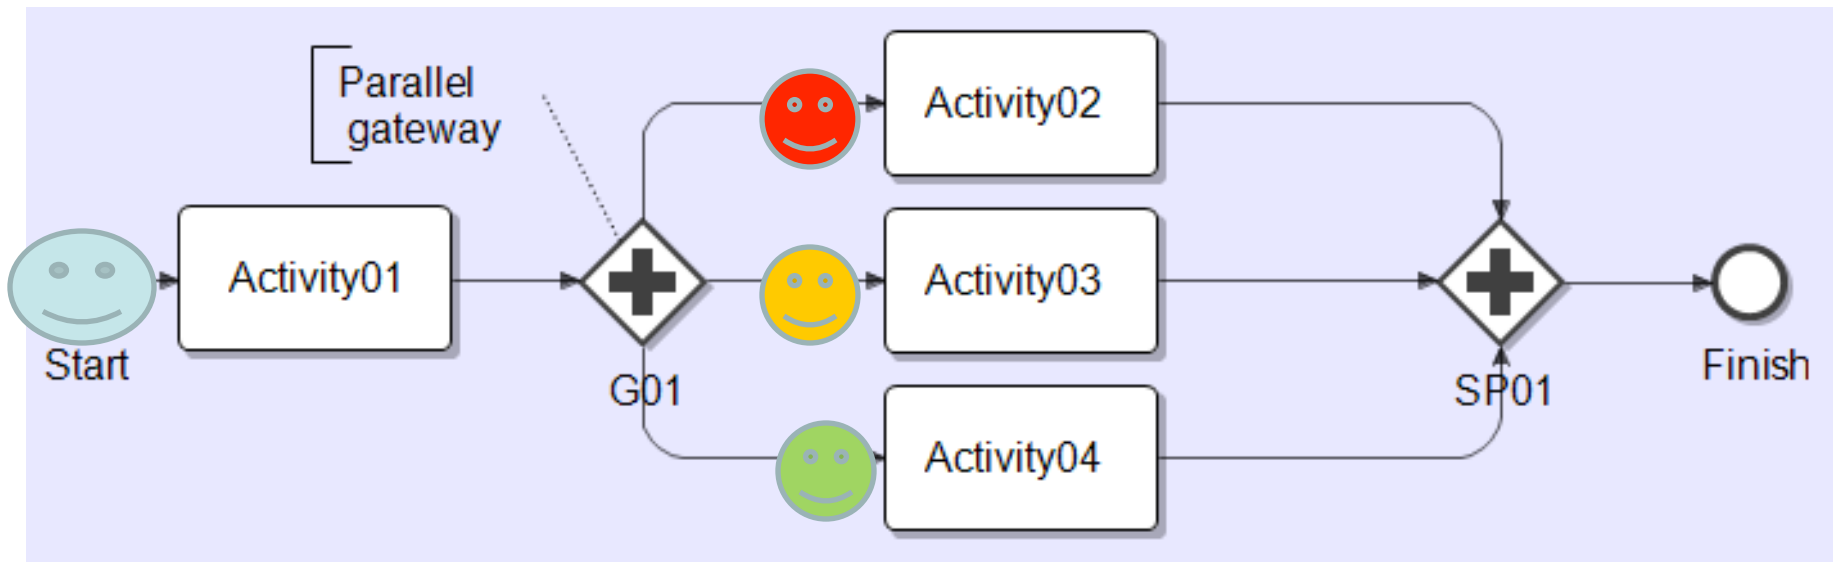 Parallel
gateway
Activity02
Activity01
Activity03
Start
G01
SP01
Finish
Activity04